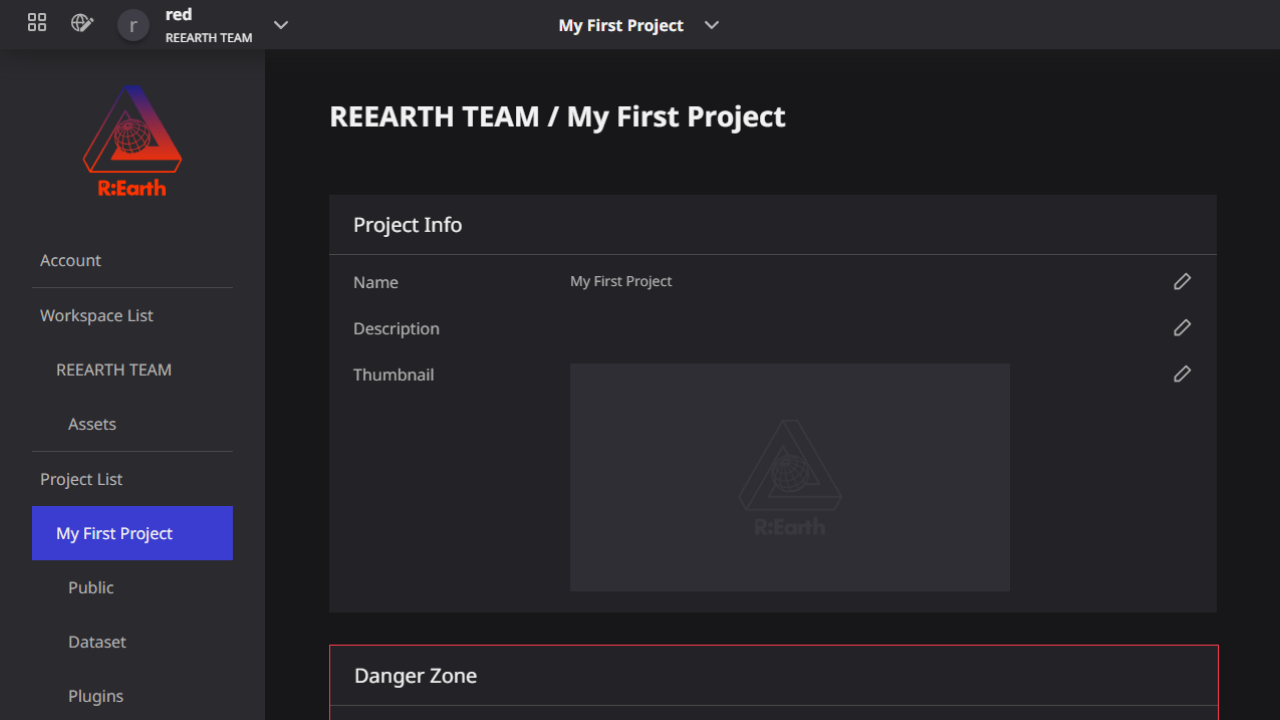 r
red
REEARTH TEAM
My First Project
R:Earth
Account
Workspace List
REEARTH TEAM
Assets
Project List
My First Project
Public
Dataset
Plugins
REEARTH TEAM / My First Project
Project Info
Name
My First Project
Description
Thumbnail
R:Earth
Danger Zone